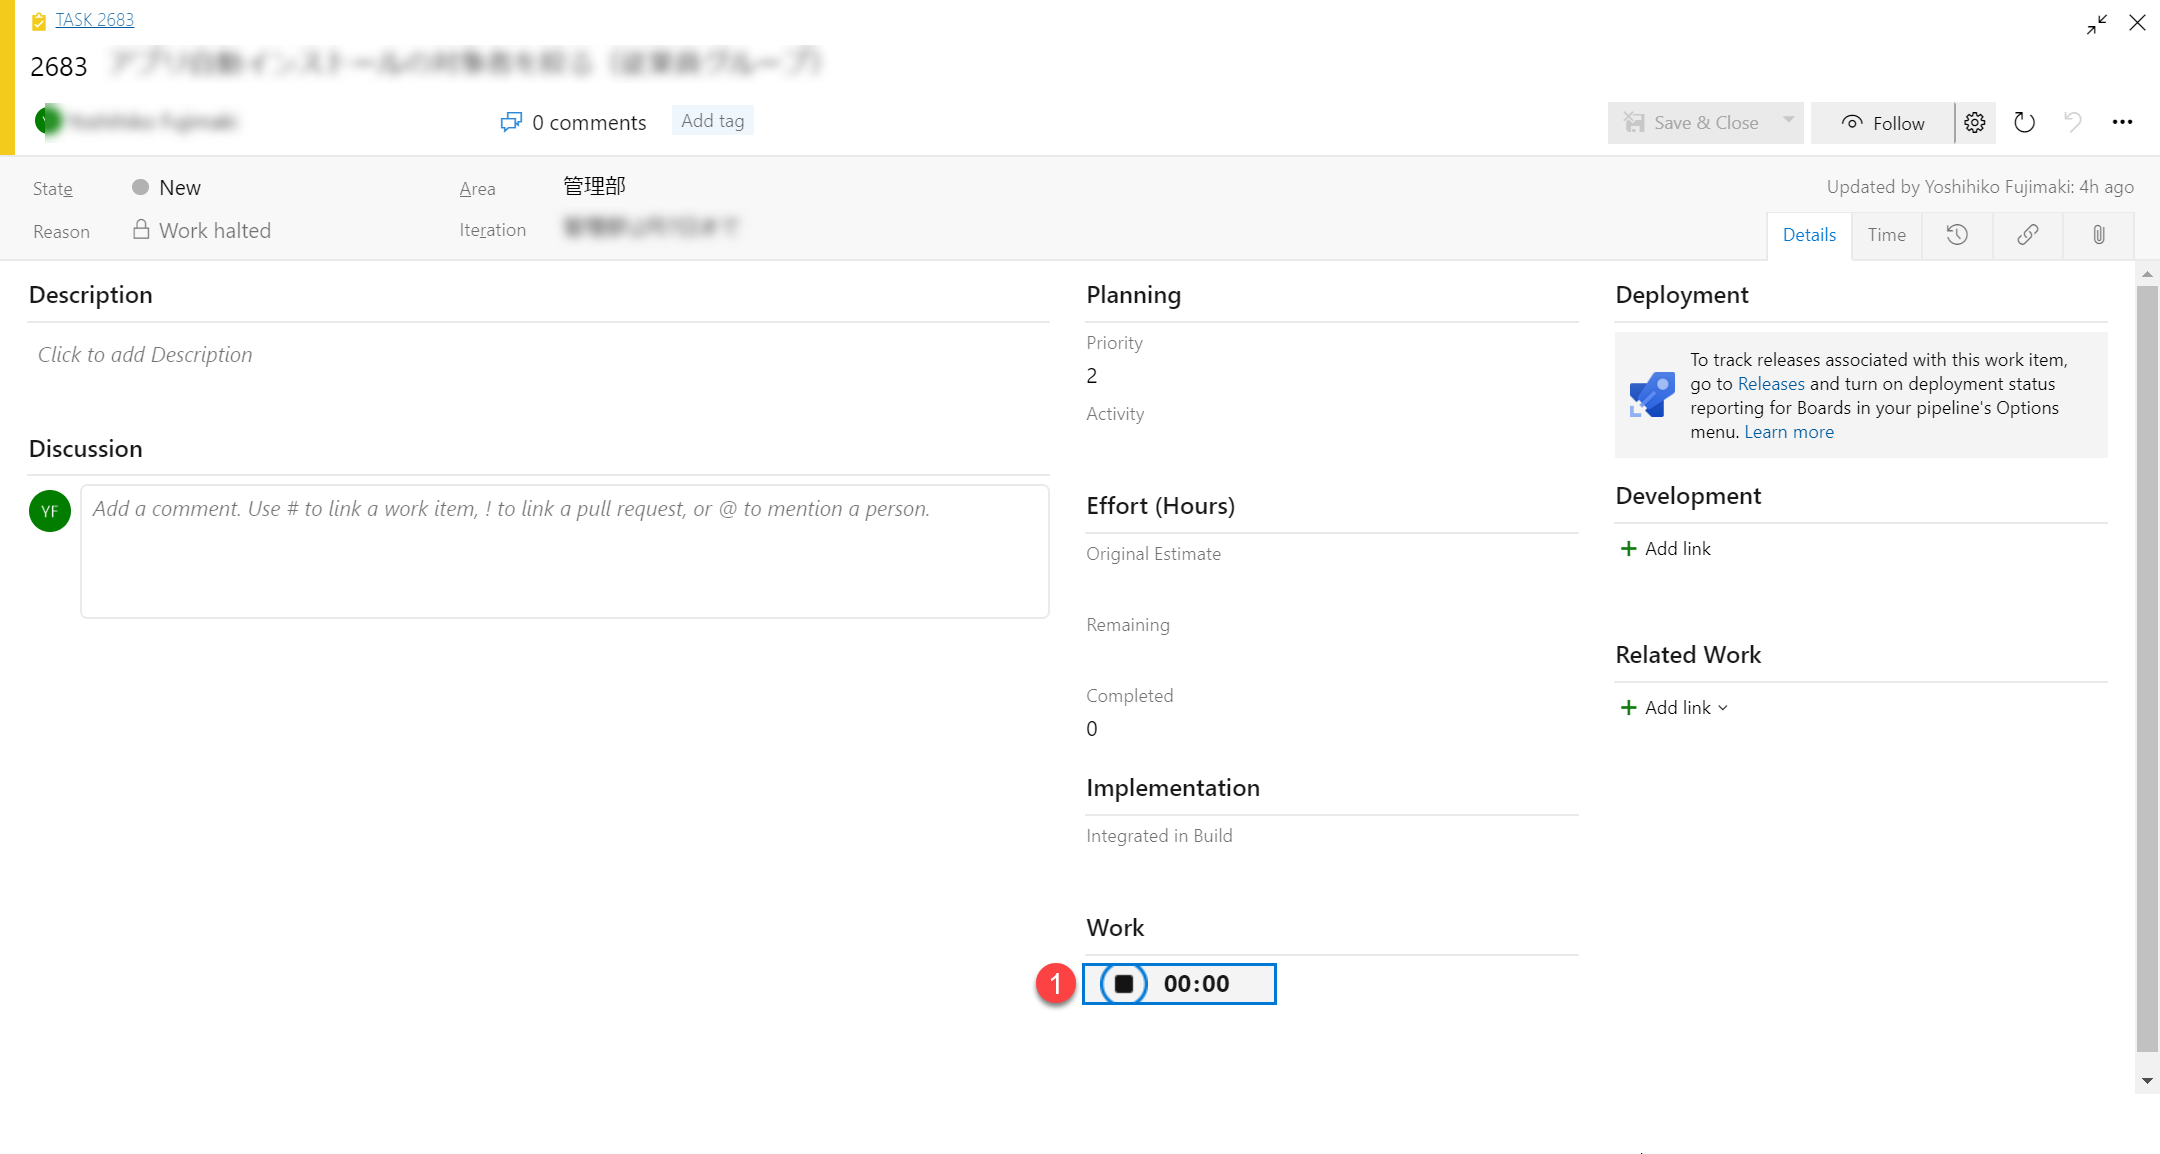 TASK 2683
2683
0 comments
Add tag
Save & Close
Follow
State
New
Area
管理部
Updated by Yoshihiko Fujimaki: 4h ago
Reason
Work halted
Iteration
Details
Time
Description
Click to add Description
Discussion
YF
Add a comment. Use # to link a work item, ! to link a pull request, or @ to mention a person.
Planning
Priority
2
Activity
Effort (Hours)
Original Estimate
Remaining
Completed
0
Implementation
Integrated in Build
Work
1
00:00
Deployment
To track releases associated with this work item,
go to Releases and turn on deployment status
reporting for Boards in your pipeline's Options
menu. Learn more
Development
Add link
Related Work
Add link